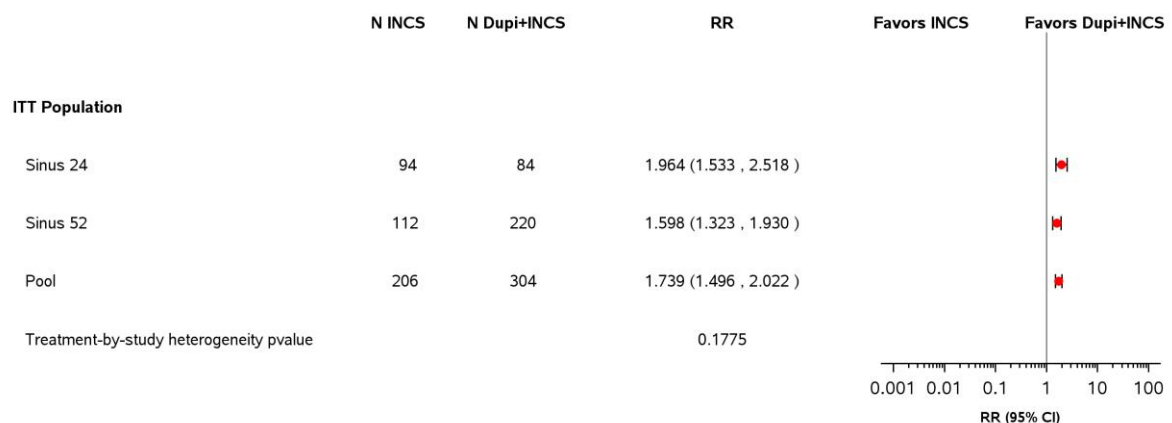 N INCS N Dupi+INCS RR Favors INCS Favors Dupi+INCS
ITT Population
Sinus 24 94 84 1.964 (1.533 , 2.518 )
Sinus 52 112 220 1.598 (1.323 , 1.930 )
Pool 206 304 1.739 (1.496 , 2.022 )
Treatment-by-study heterogeneity pvalue 0.1775
0.001 0.01 0.1 1 10 100
RR (95% CI)